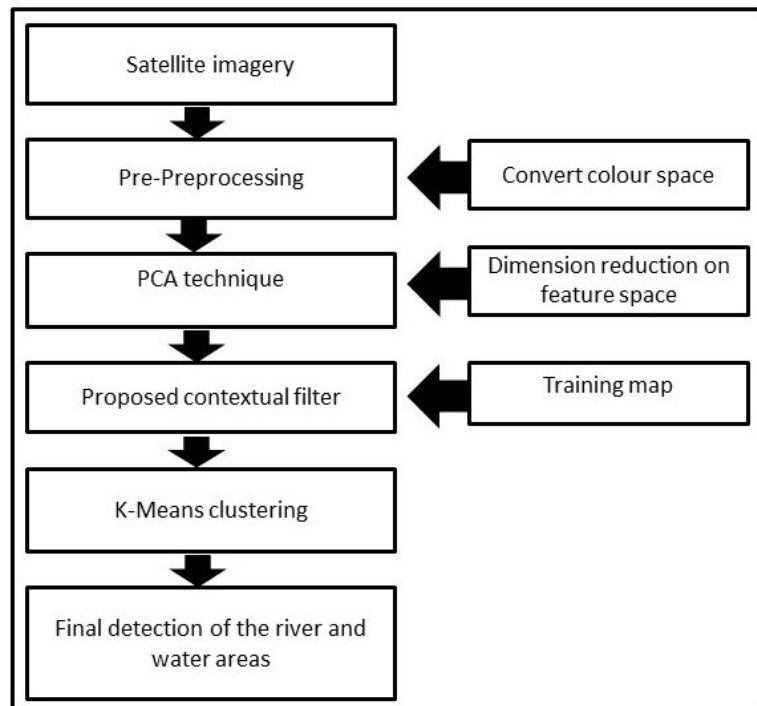 Satellite imagery
Pre-Preprocessing
Convert colour space
PCA technique
Dimension reduction on
feature space
Proposed contextual filter
Training map
K-Means clustering
Final detection of the river and
water areas